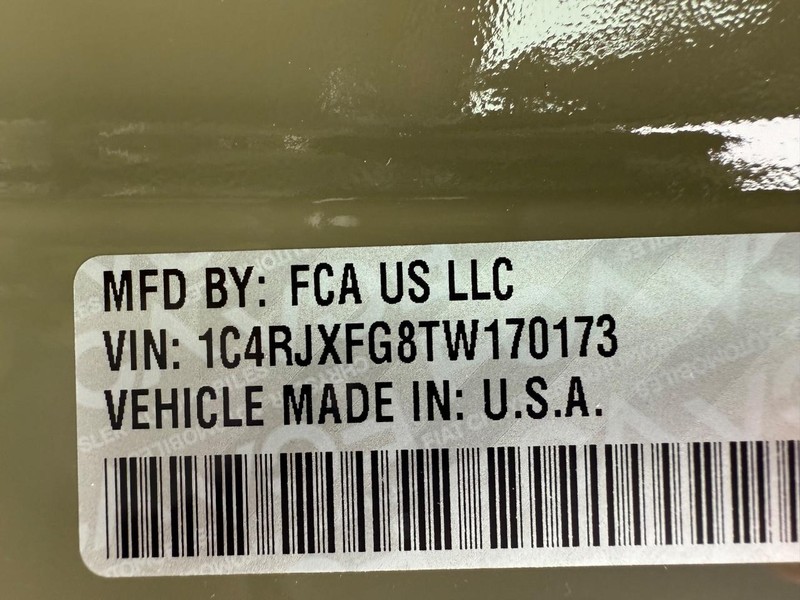 MFD BY: FCA US LLC
VIN: 1C4RJXFG8TW170173
VEHICLE MADE IN: U.S.A.